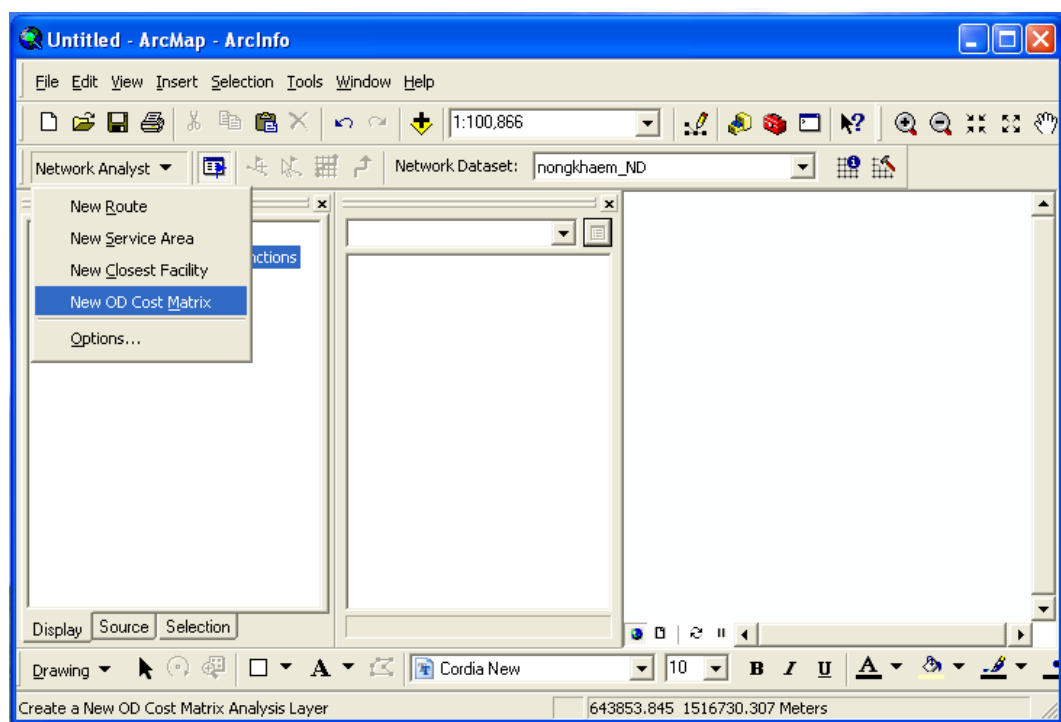 Untitled - ArcMap - ArcInfo
File Edit View Insert Selection Tools Window Help
1:100,866
Network Analyst Network Dataset: nongkhaem_ND
New Route
New Service Area
nctions
New Closest Facility
New OD Cost Matrix
Options...
Display Source Selection
Drawing A Cordia New 10 B I U A
Create a New OD Cost Matrix Analysis Layer 643853.845 1516730.307 Meters